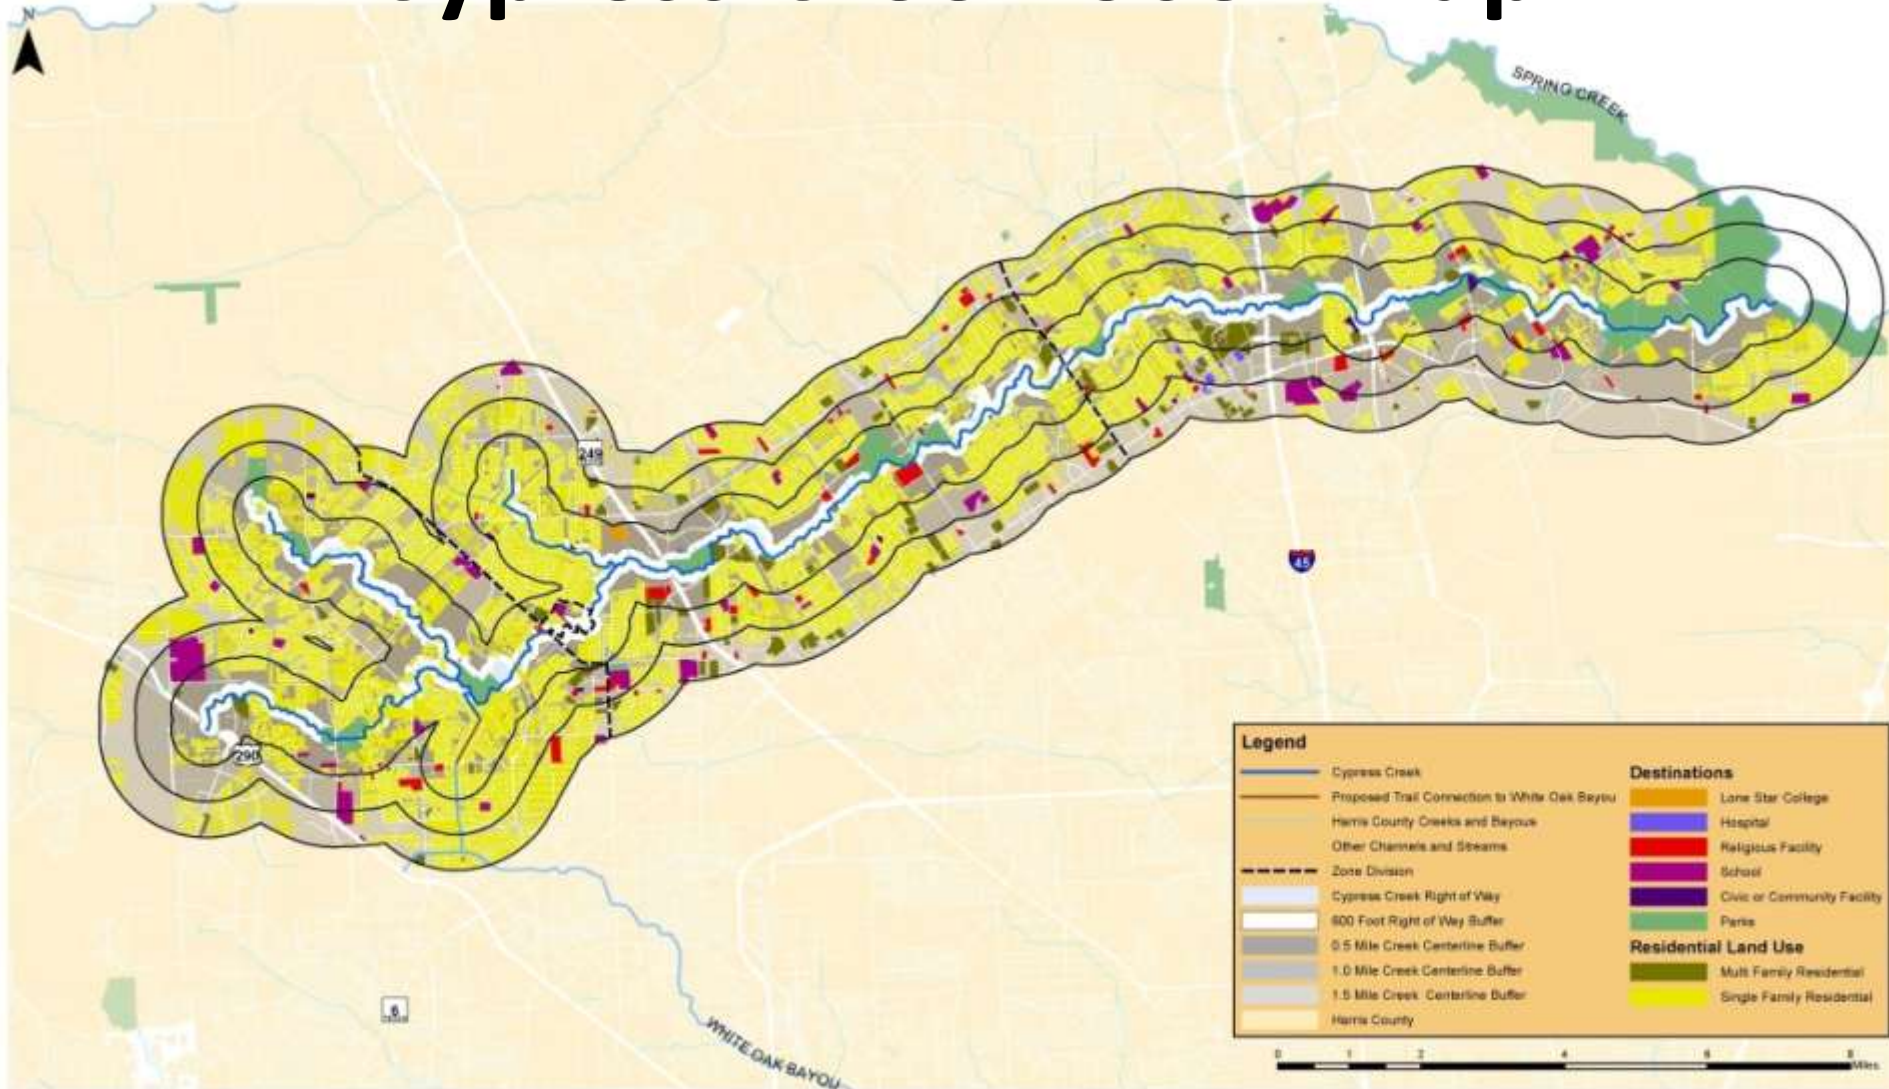 N
SPRING CREEK
249
45
290
6
WHITE OAK BAYOU
Legend
Cypress Creek
Proposed Trail Connection to White Oak Bayou
Harris County Creeks and Bayous
Other Channels and Streams
Zone Division
Cypress Creek Right of Way
600 Foot Right of Way Buffer
0.5 Mile Creek Centerline Buffer
1.0 Mile Creek Centerline Buffer
1.5 Mile Creek Centerline Buffer
Harris County
Destinations
Lone Star College
Hospital
Religious Facility
School
Civic or Community Facility
Parks
Residential Land Use
Multi Family Residential
Single Family Residential
0 1 2 4 6 8
Miles